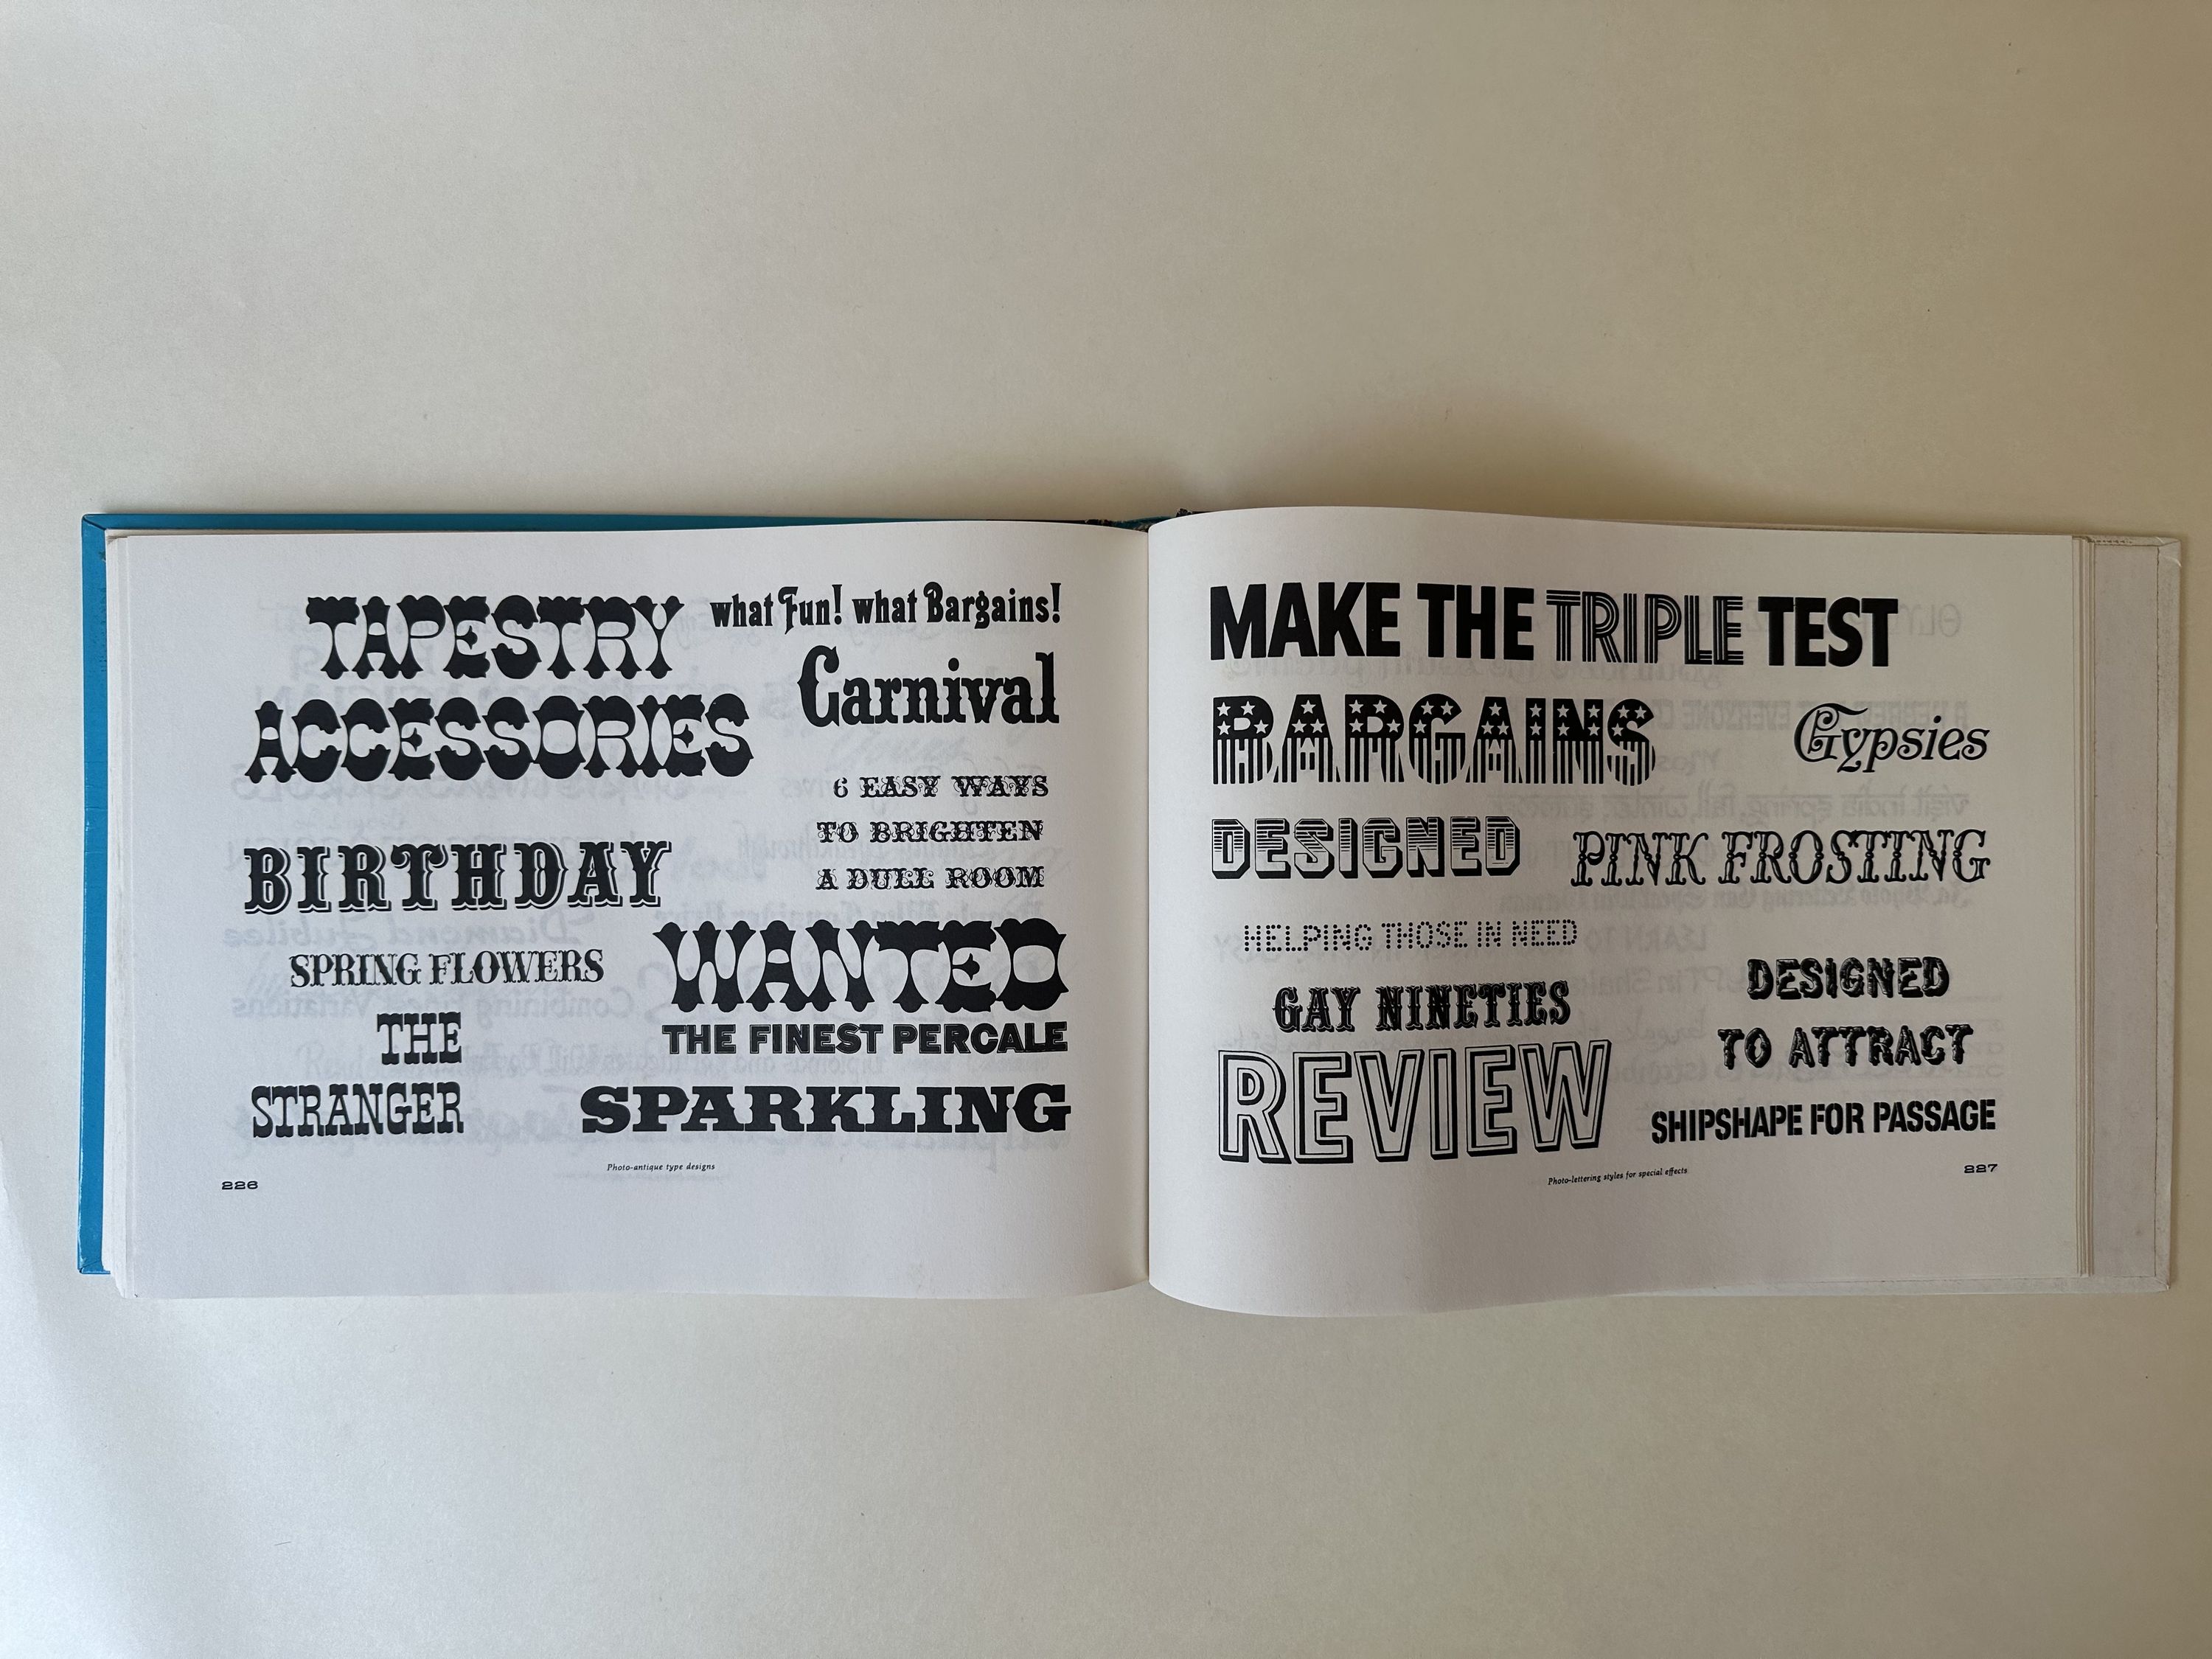 TAPESTRY
ACCESSORIES
what Fun! what Bargains!
Carnival
6 EASY WAYS
TO BRIGHTEN
A DULL ROOM
BIRTHDAY
SPRING FLOWERS
WANTED
THE FINEST PERCALE
THE
STRANGER
SPARKLING
Photo-antique type designs
226
MAKE THE TRIPLE TEST
BARGAINS
Gypsies
DESIGNED
PINK FROSTING
HELPING THOSE IN NEED
GAY NINETIES
DESIGNED
TO ATTRACT
REVIEW
SHIPSHAPE FOR PASSAGE
Photo-lettering styles for special effects
227